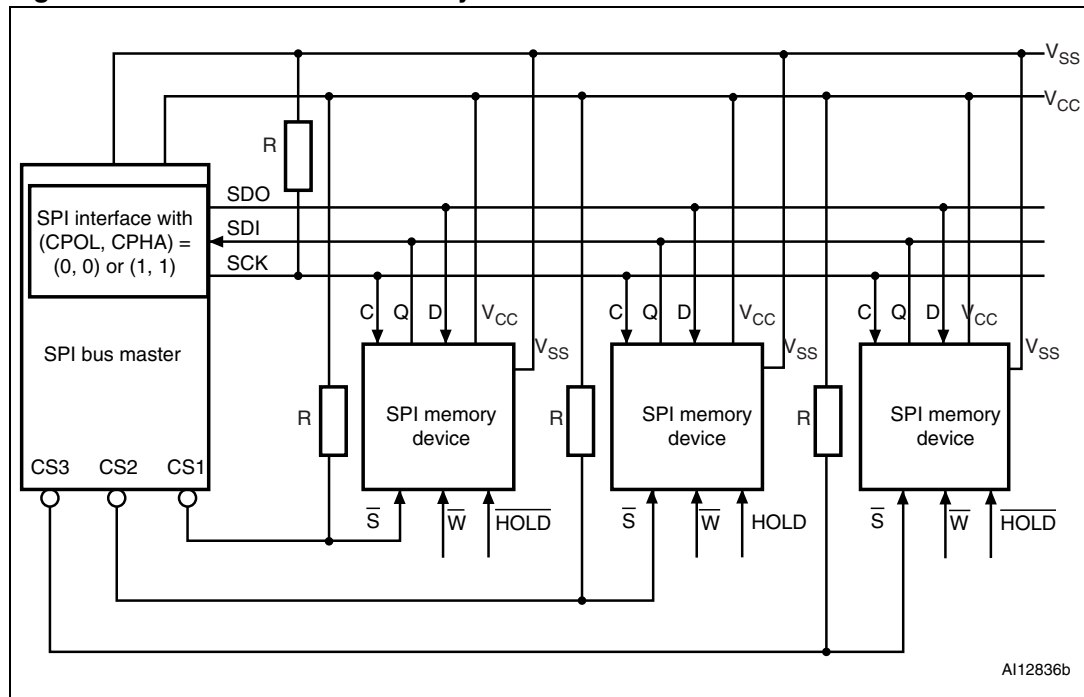 VSS
VCC
R
SDO
SDI
SCK
SPI interface with
(CPOL, CPHA) =
(0, 0) or (1, 1)
SPI bus master
C Q D VCC VSS
C Q D VCC VSS
C Q D VCC VSS
R
SPI memory
device
R
SPI memory
device
R
SPI memory
device
CS3 CS2 CS1
S̅ W̅ H̅O̅L̅D̅
S̅ W̅ HOLD
S̅ W̅ H̅O̅L̅D̅
AI12836b